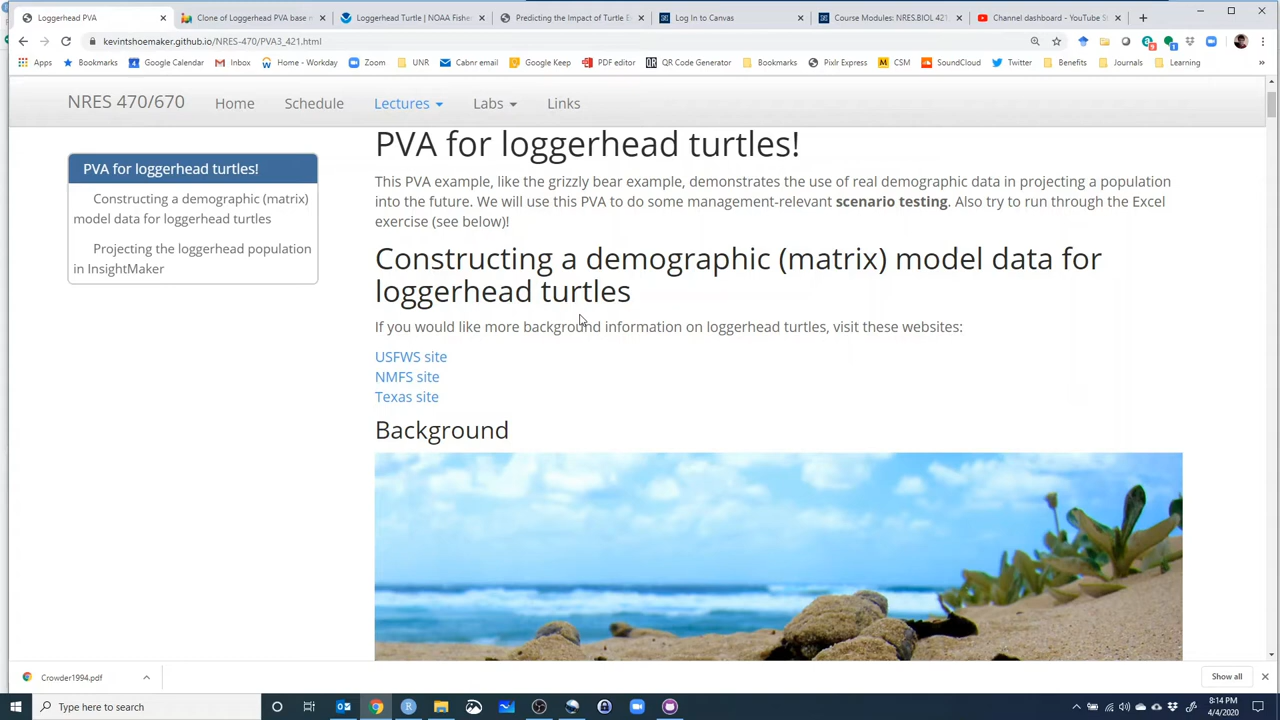 Loggerhead PVA
Clone of Loggerhead PVA base m
Loggerhead Turtle | NOAA Fisher
Predicting the Impact of Turtle E
Log In to Canvas
Course Modules: NRES.BIOL 421
Channel dashboard - YouTube St
kevintshoemaker.github.io/NRES-470/PVA3_421.html
Apps
Bookmarks
Google Calendar
Inbox
Home - Workday
Zoom
UNR
Cabnr email
Google Keep
PDF editor
QR Code Generator
Bookmarks
Pixlr Express
CSM
SoundCloud
Twitter
Benefits
Journals
Learning
NRES 470/670
Home
Schedule
Lectures
Labs
Links
PVA for loggerhead turtles!
Constructing a demographic (matrix)
model data for loggerhead turtles
Projecting the loggerhead population
in InsightMaker
PVA for loggerhead turtles!
This PVA example, like the grizzly bear example, demonstrates the use of real demographic data in projecting a population
into the future. We will use this PVA to do some management-relevant scenario testing. Also try to run through the Excel
exercise (see below)!
Constructing a demographic (matrix) model data for
loggerhead turtles
If you would like more background information on loggerhead turtles, visit these websites:
USFWS site
NMFS site
Texas site
Background
Crowder1994.pdf
Show all
Type here to search
8:14 PM
4/4/2020